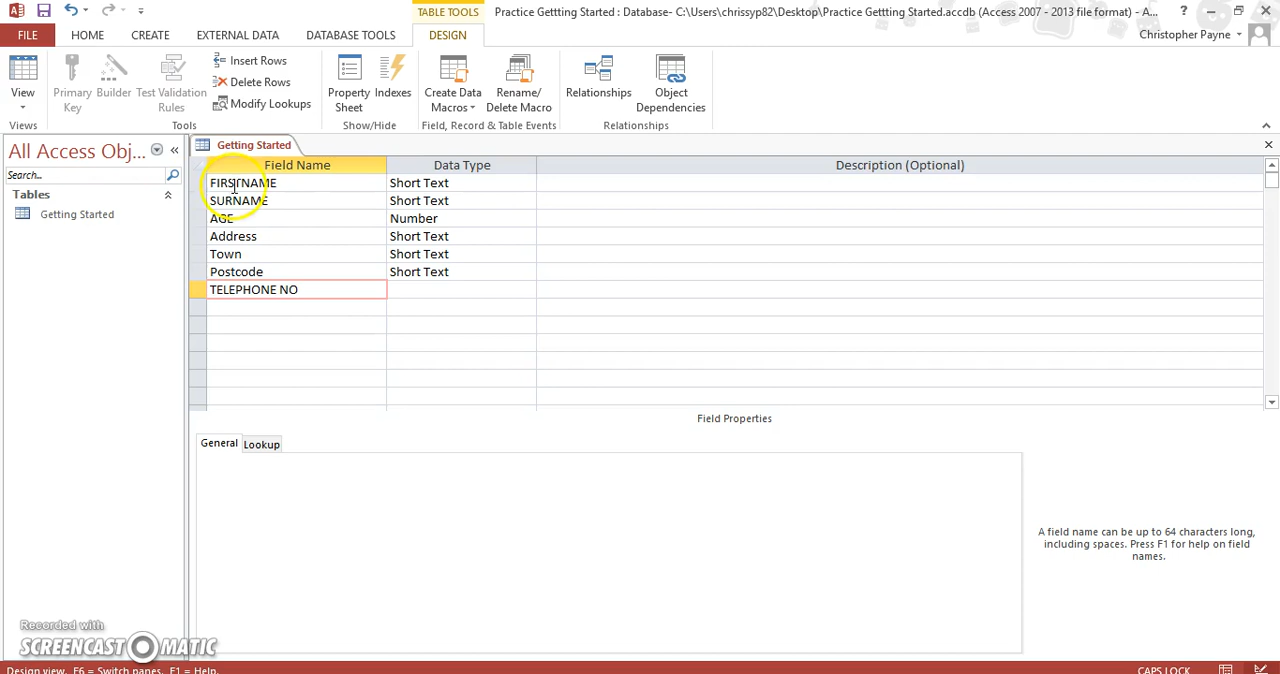 TABLE TOOLS
Practice Gettting Started : Database- C:\Users\chrissyp82\Desktop\Practice Gettting Started.accdb (Access 2007 - 2013 file format) - A...
?
FILE HOME CREATE EXTERNAL DATA DATABASE TOOLS DESIGN Christopher Payne
View
Primary Key
Builder
Test Validation Rules
Insert Rows
Delete Rows
Modify Lookups
Property Sheet
Indexes
Create Data Macros
Rename/ Delete Macro
Relationships
Object Dependencies
Views Tools Show/Hide Field, Record & Table Events Relationships
All Access Obj...
Search...
Tables
Getting Started
Getting Started
Field Name Data Type Description (Optional)
FIRSTNAME Short Text
SURNAME Short Text
AGE Number
Address Short Text
Town Short Text
Postcode Short Text
TELEPHONE NO
Field Properties
General Lookup
A field name can be up to 64 characters long,
including spaces. Press F1 for help on field
names.
Recorded with
SCREENCAST MATIC
Design view. F6 = Switch panes. F1 = Help. CAPS LOCK